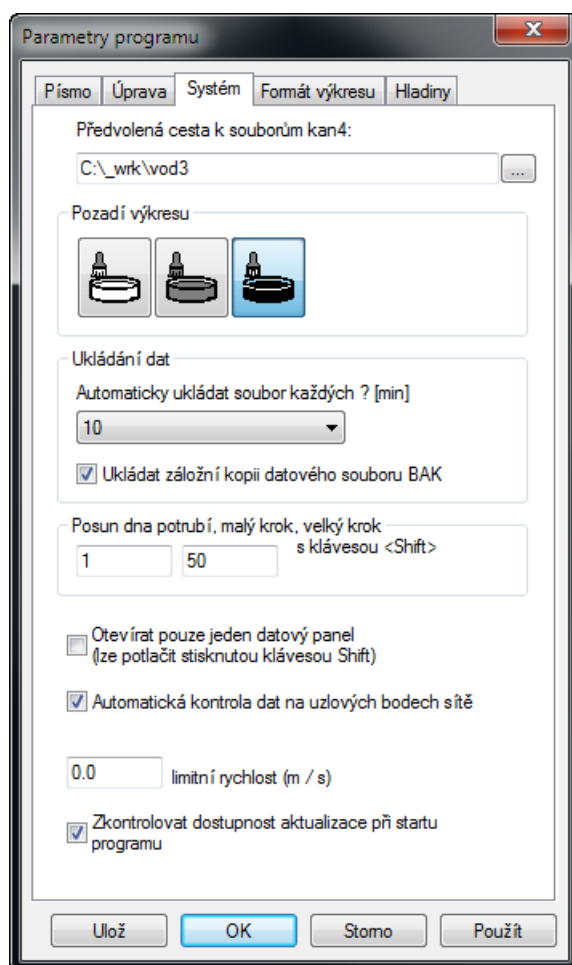 Parametry programu
Písmo Úprava Systém Formát výkresu Hladiny
Předvolená cesta k souborům kan4:
C:\_wrk\vod3 ...
Pozadí výkresu
Ukládání dat
Automaticky ukládat soubor každých ? [min]
10
Ukládat záložní kopii datového souboru BAK
Posun dna potrubí, malý krok, velký krok
s klávesou <Shift>
1 50
Otevírat pouze jeden datový panel
(lze potlačit stisknutou klávesou Shift)
Automatická kontrola dat na uzlových bodech sítě
0.0 limitní rychlost (m / s)
Zkontrolovat dostupnost aktualizace při startu
programu
Ulož OK Storno Použít